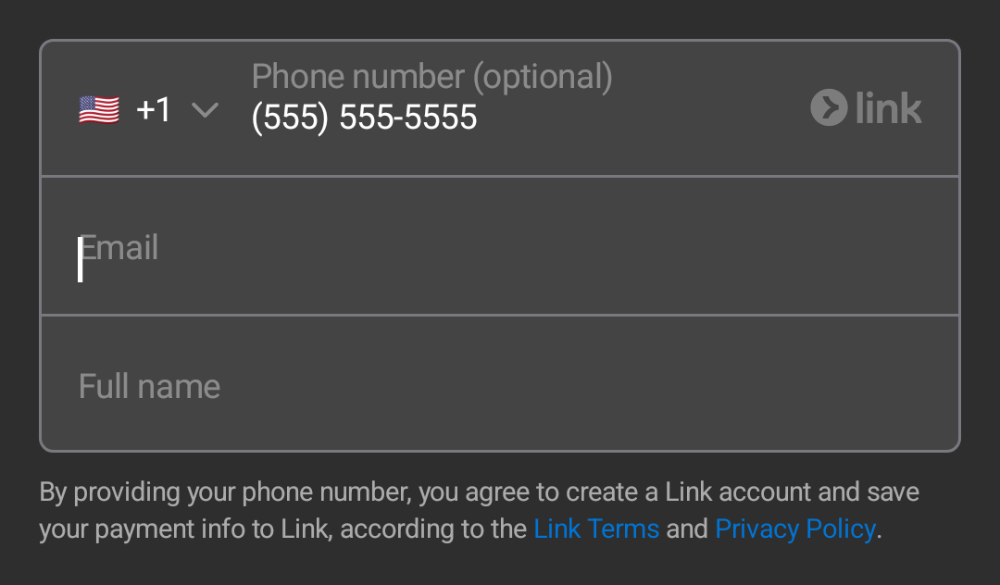 +1
Phone number (optional)
(555) 555-5555
link
Email
Full name
By providing your phone number, you agree to create a Link account and save
your payment info to Link, according to the Link Terms and Privacy Policy.